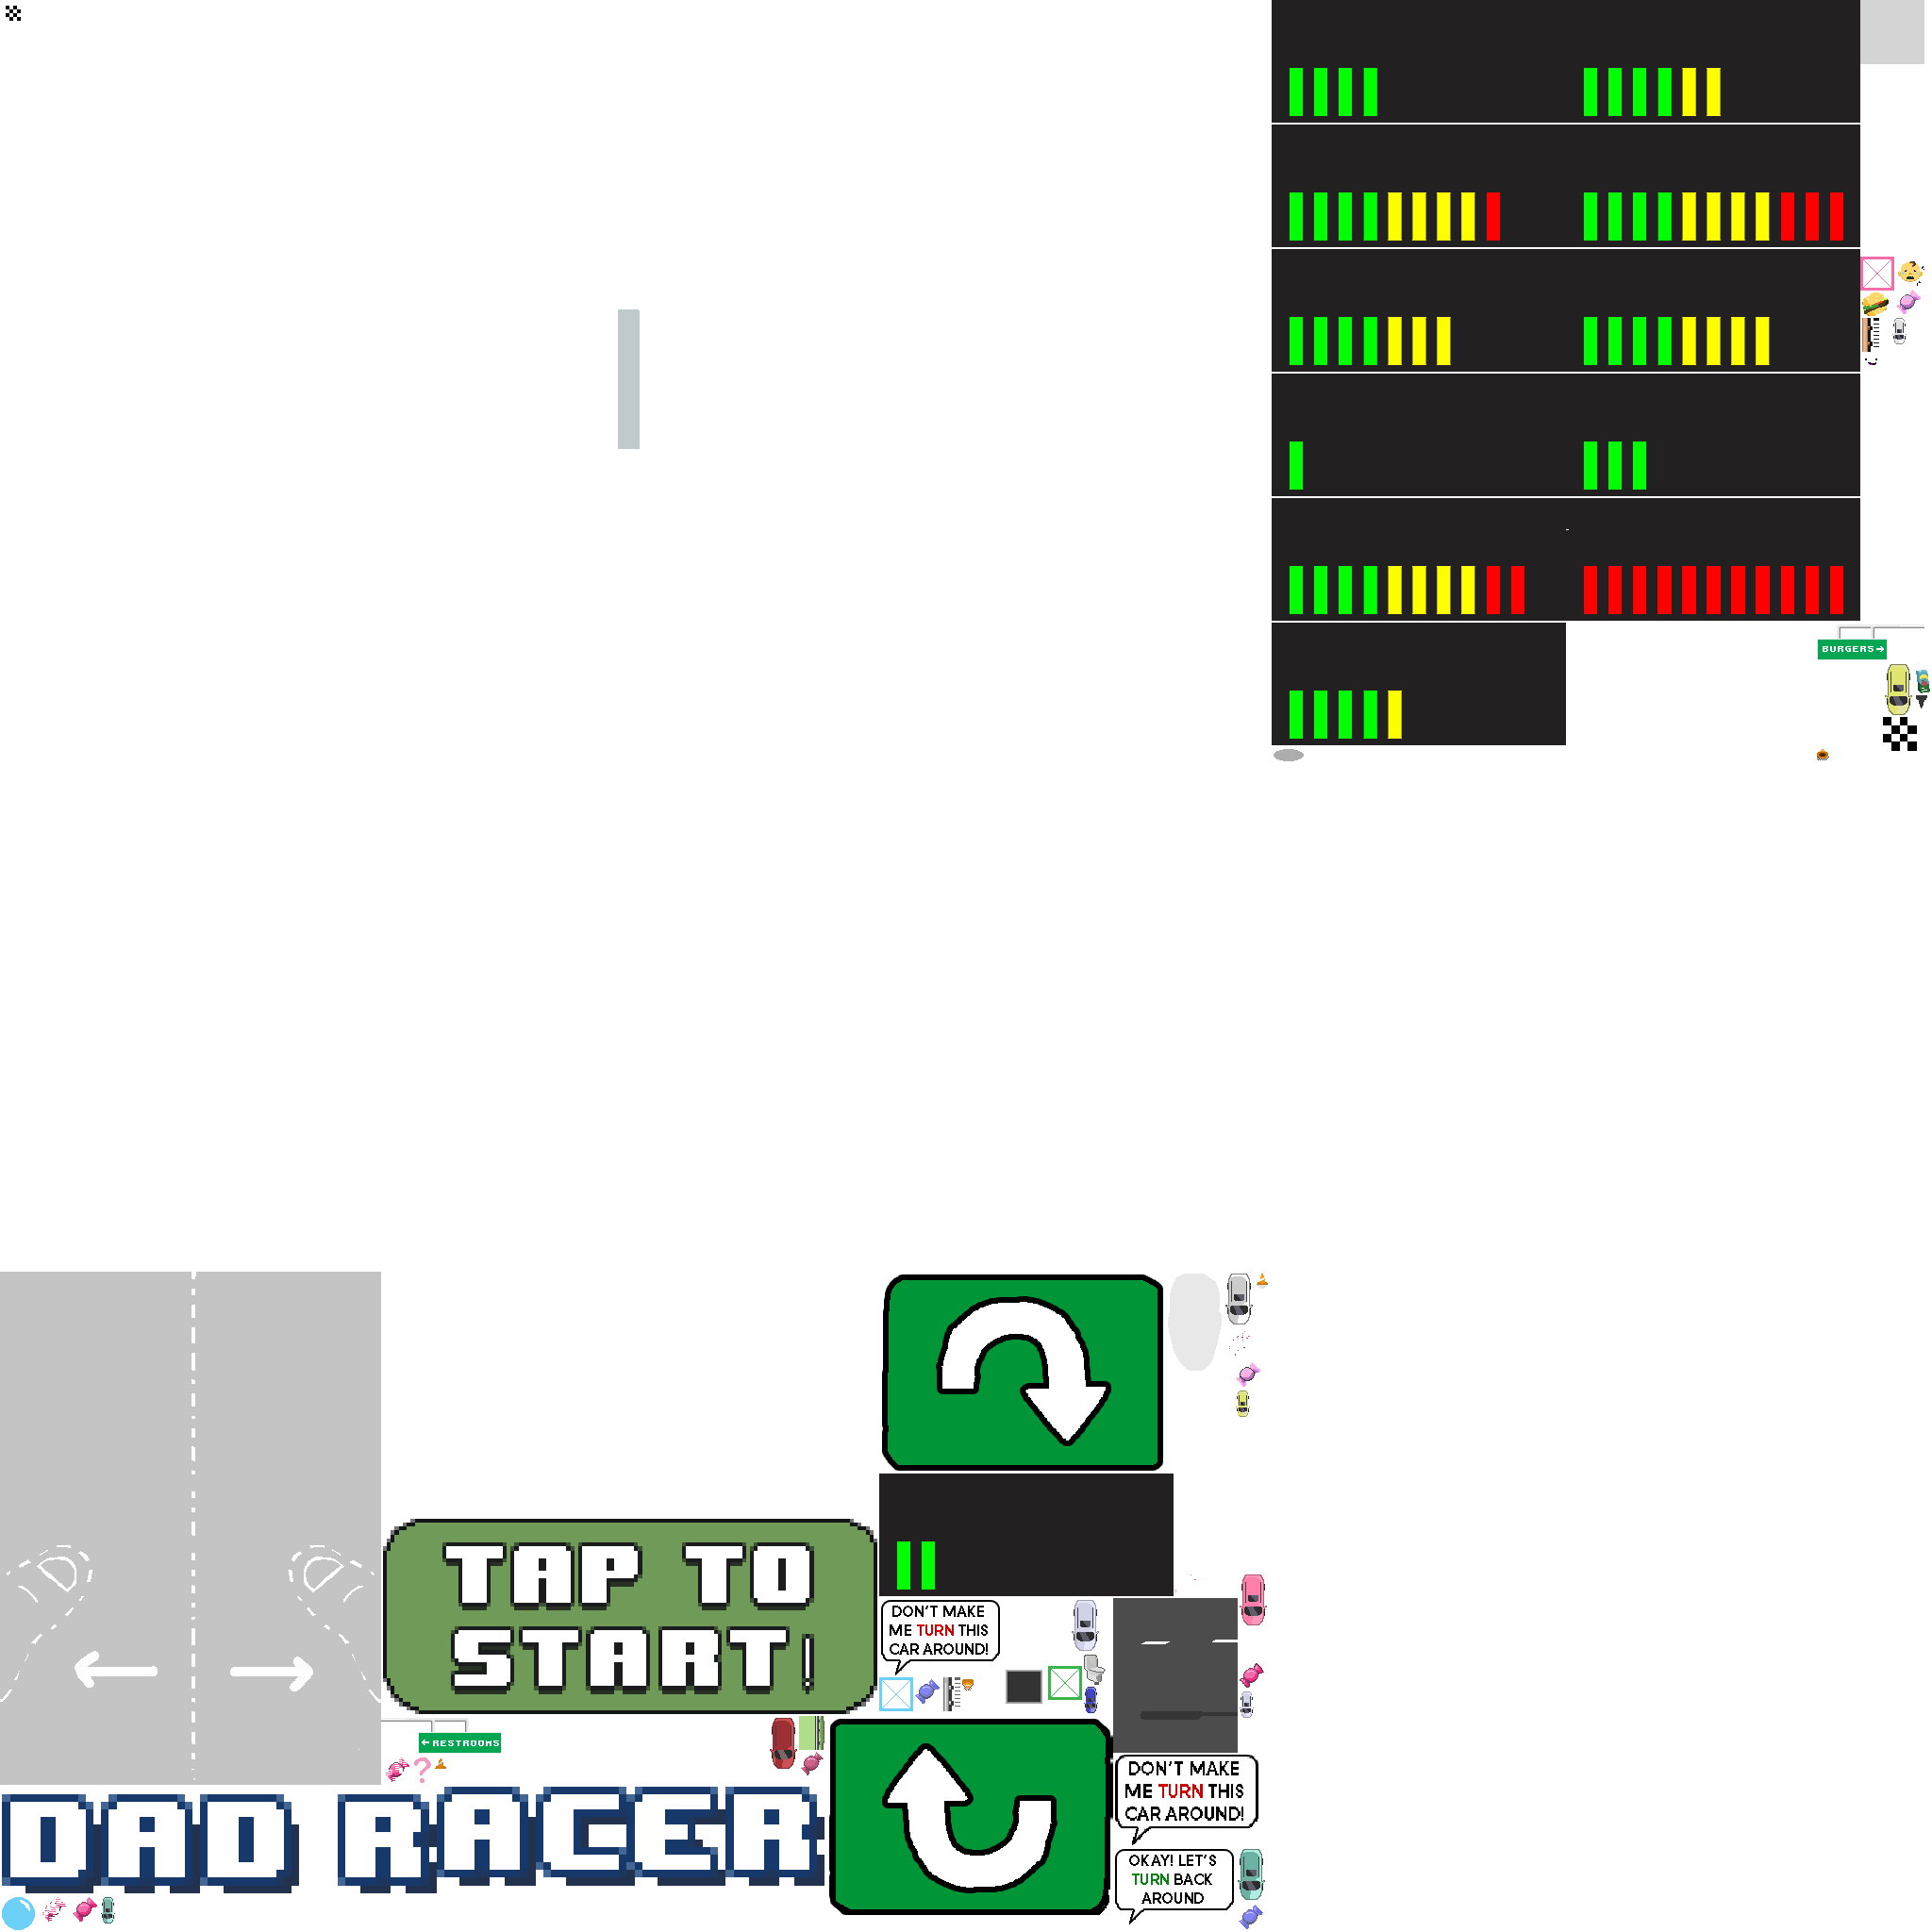 BURGERS→
TAP TO
START!
DON'T MAKE
ME TURN THIS
CAR AROUND!
← RESTROOMS
?
DON'T MAKE
ME TURN THIS
CAR AROUND!
DAD RACER
OKAY! LET'S
TURN BACK
AROUND